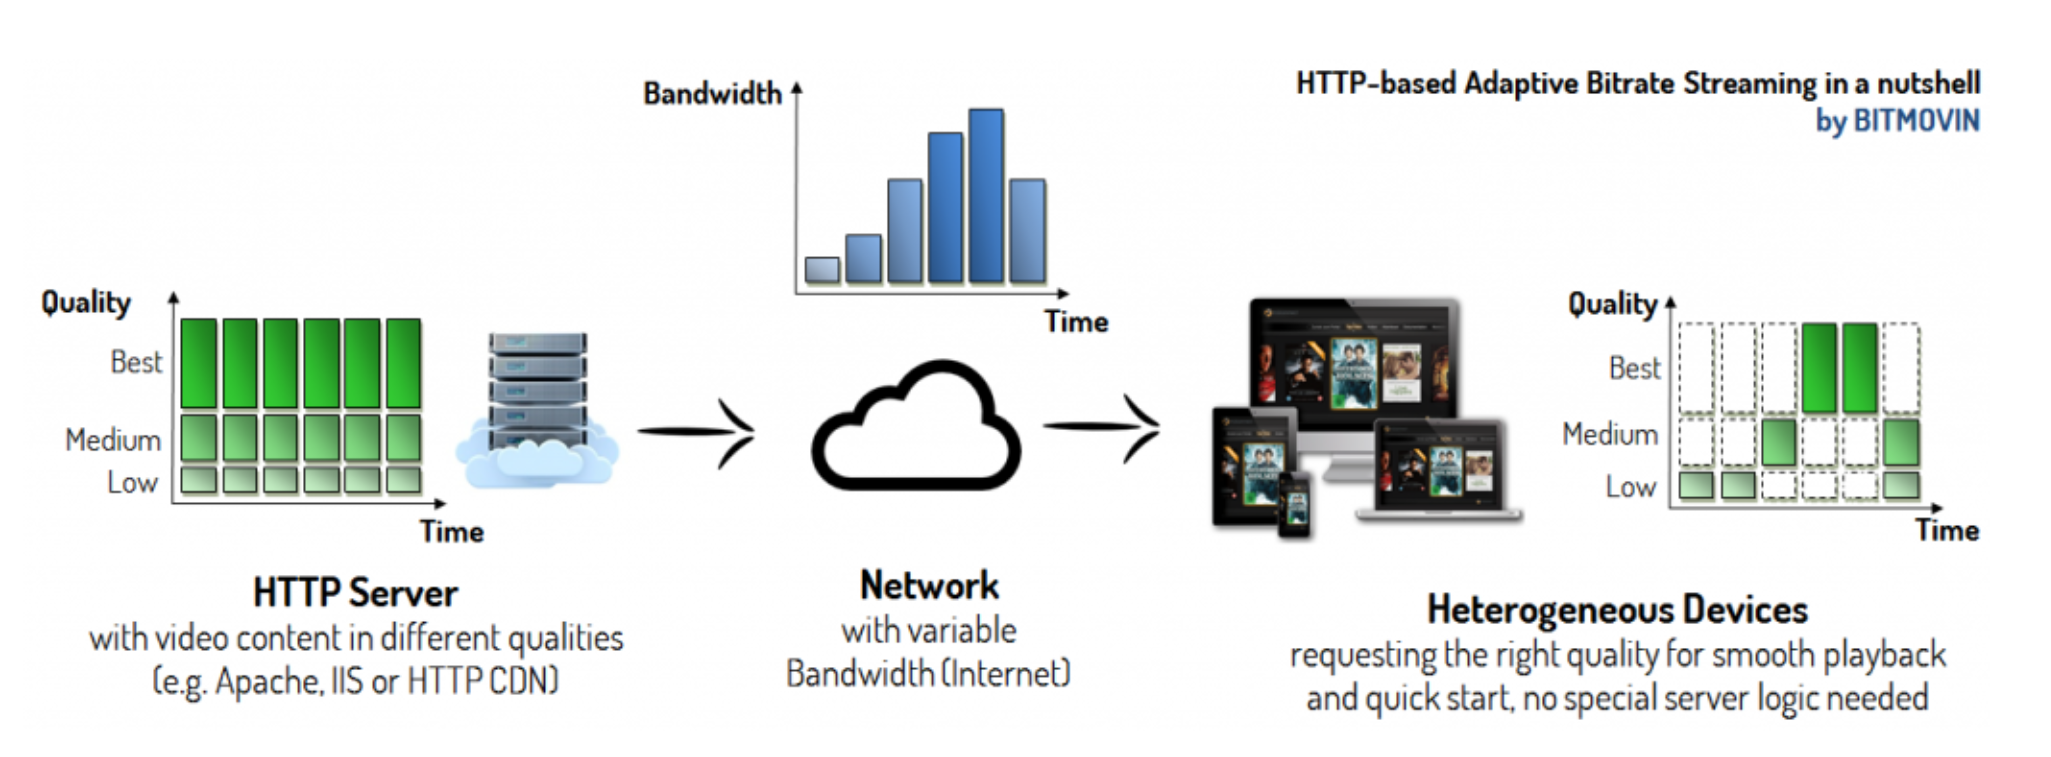 HTTP-based Adaptive Bitrate Streaming in a nutshell
by BITMOVIN
Bandwidth
Time
Quality
Best
Medium
Low
Time
Quality
Best
Medium
Low
Time
HTTP Server
with video content in different qualities
(e.g. Apache, IIS or HTTP CDN)
Network
with variable
Bandwidth (Internet)
Heterogeneous Devices
requesting the right quality for smooth playback
and quick start, no special server logic needed